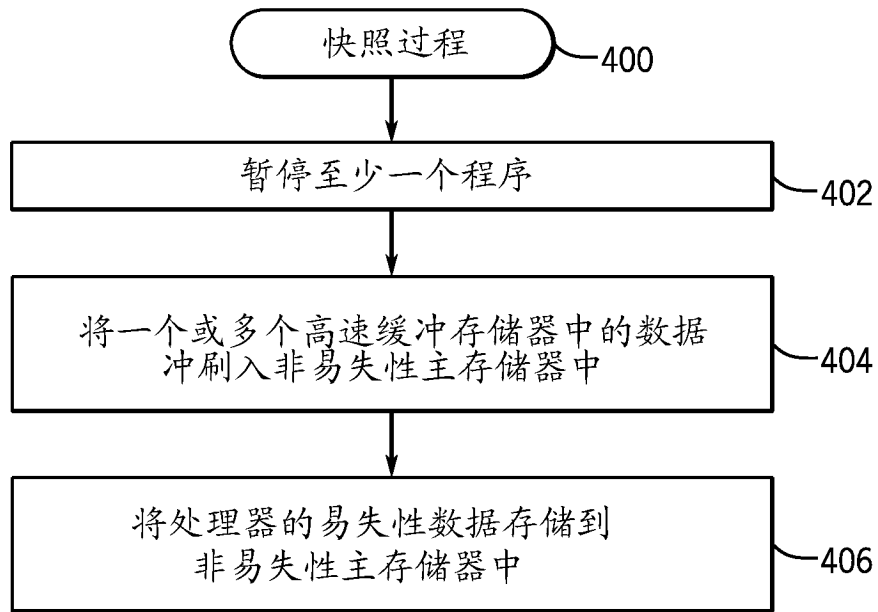 快照过程
400
暂停至少一个程序
402
将一个或多个高速缓冲存储器中的数据
冲刷入非易失性主存储器中
404
将处理器的易失性数据存储到
非易失性主存储器中
406